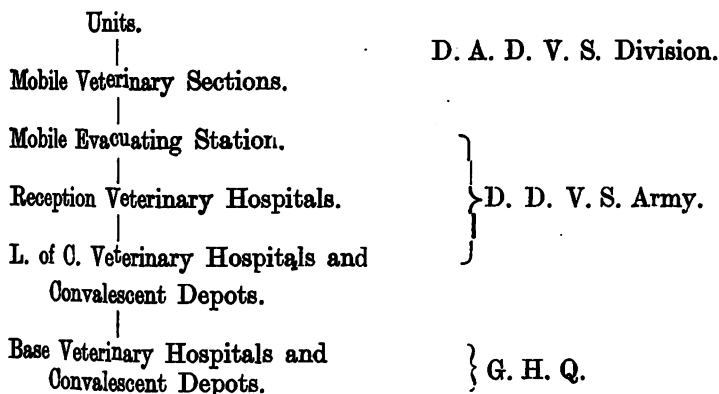 Units.
D. A. D. V. S. Division.
Mobile Veterinary Sections.
Mobile Evacuating Station.
Reception Veterinary Hospitals.
D. D. V. S. Army.
L. of C. Veterinary Hospitals and
Convalescent Depots.
Base Veterinary Hospitals and
Convalescent Depots.
G. H. Q.